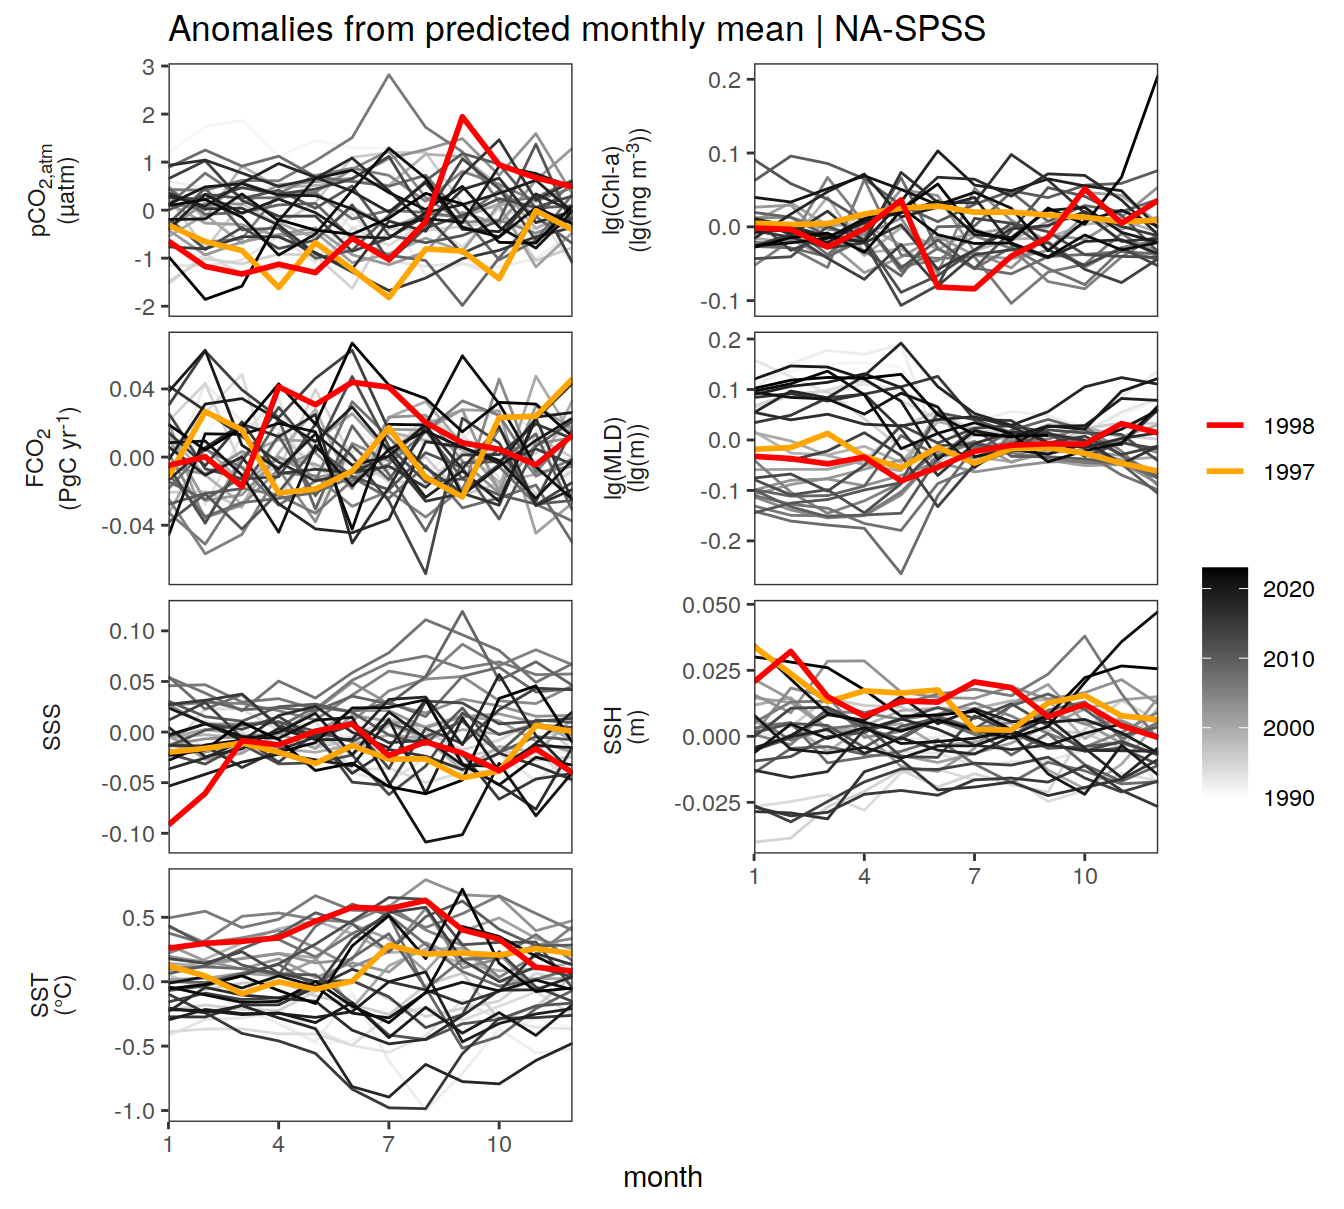 Anomalies from predicted monthly mean | NA-SPSS
pCO2,atm
(µatm)
3
2
1
0
-1
-2
lg(Chl-a)
(lg(mg m-3))
0.2
0.1
0.0
-0.1
FCO2
(PgC yr-1)
0.04
0.00
-0.04
lg(MLD)
(lg(m))
0.2
0.1
0.0
-0.1
-0.2
SSS
0.10
0.05
0.00
-0.05
-0.10
SSH
(m)
0.050
0.025
0.000
-0.025
1 4 7 10
SST
(°C)
0.5
0.0
-0.5
-1.0
1 4 7 10
month
1998
1997
2020
2010
2000
1990